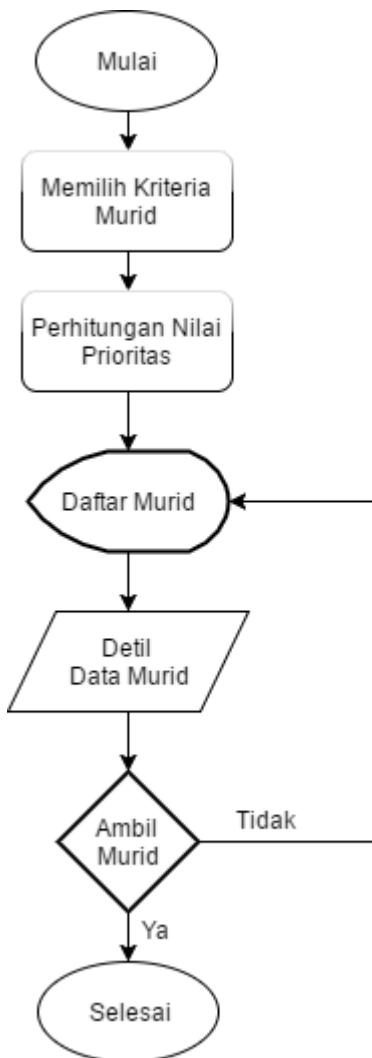 Mulai
Memilih Kriteria
Murid
Perhitungan Nilai
Prioritas
Daftar Murid
Detil
Data Murid
Ambil
Murid
Tidak
Ya
Selesai